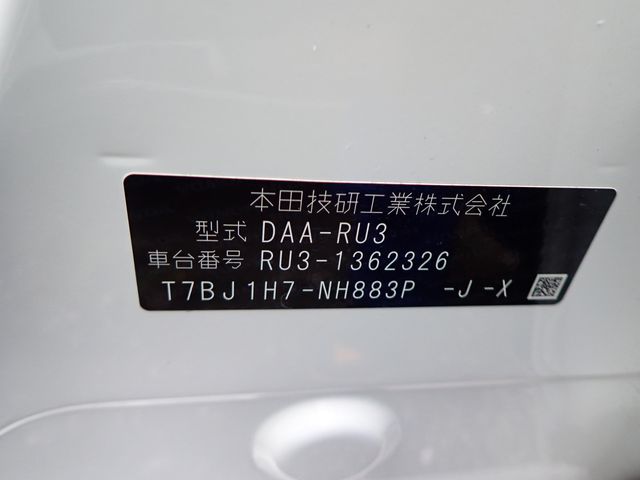 本田技研工業株式会社
型式 DAA-RU3
車台番号 RU3-1362326
T7BJ1H7-NH883P -J -X